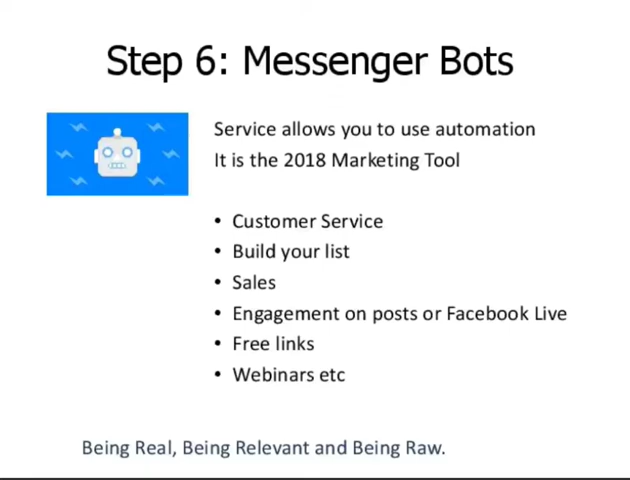 Step 6: Messenger Bots
Service allows you to use automation
It is the 2018 Marketing Tool
• Customer Service
• Build your list
• Sales
• Engagement on posts or Facebook Live
• Free links
• Webinars etc
Being Real, Being Relevant and Being Raw.